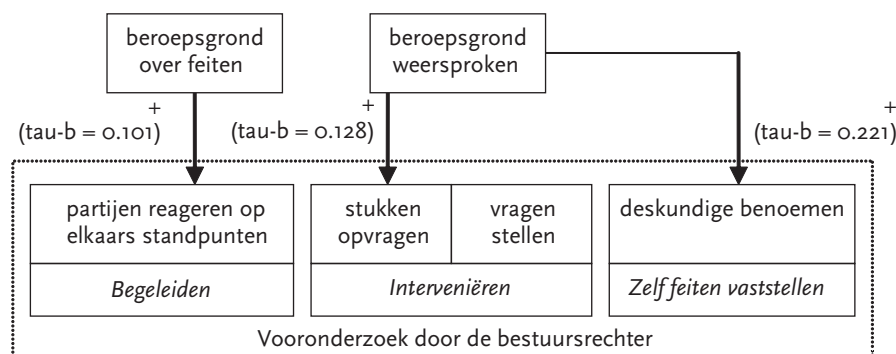 beroepsgrond
over feiten
beroepsgrond
weersproken
+
(tau-b = 0.101)
+
(tau-b = 0.128)
+
(tau-b = 0.221)
partijen reageren op
elkaars standpunten
stukken
opvragen
vragen
stellen
deskundige benoemen
Begeleiden
Interveniëren
Zelf feiten vaststellen
Vooronderzoek door de bestuursrechter